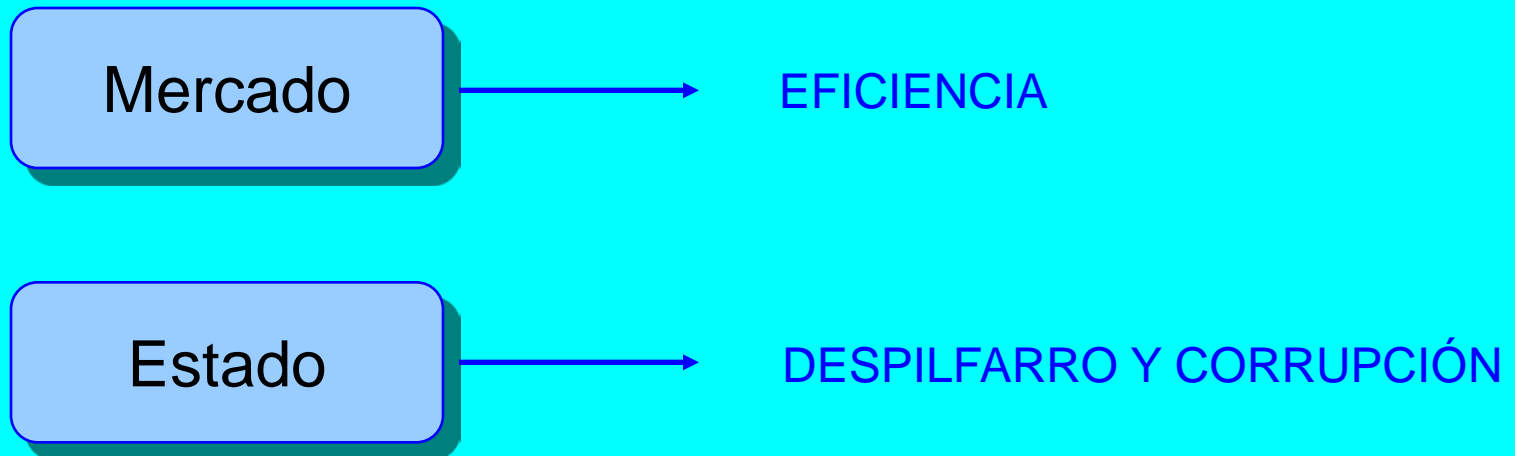 Mercado
EFICIENCIA
Estado
DESPILFARRO Y CORRUPCIÓN